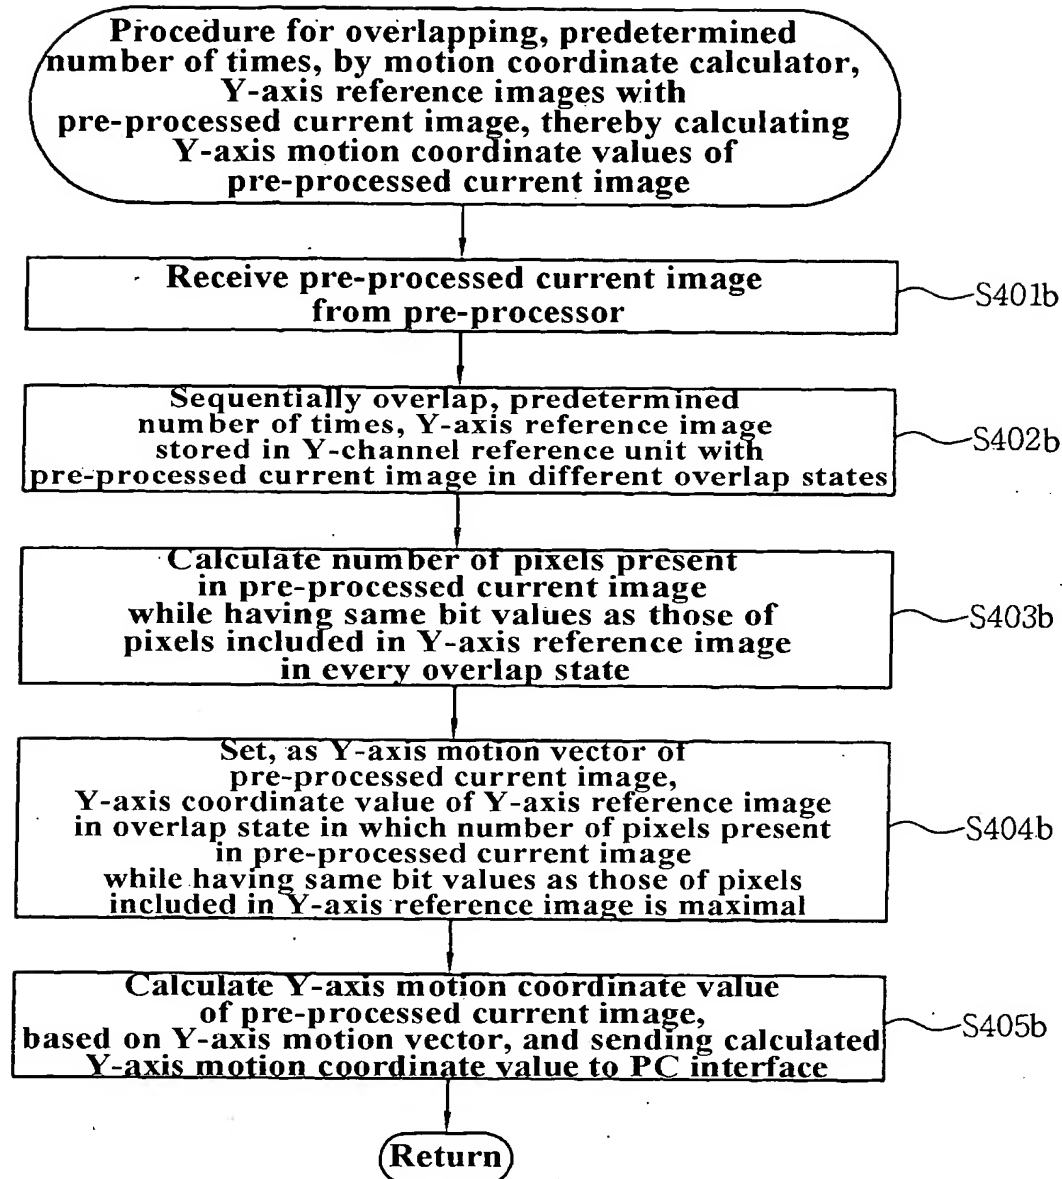 Procedure for overlapping, predetermined
number of times, by motion coordinate calculator,
Y-axis reference images with
pre-processed current image, thereby calculating
Y-axis motion coordinate values of
pre-processed current image
Receive pre-processed current image
from pre-processor
S401b
Sequentially overlap, predetermined
number of times, Y-axis reference image
stored in Y-channel reference unit with
pre-processed current image in different overlap states
S402b
Calculate number of pixels present
in pre-processed current image
while having same bit values as those of
pixels included in Y-axis reference image
in every overlap state
S403b
Set, as Y-axis motion vector of
pre-processed current image,
Y-axis coordinate value of Y-axis reference image
in overlap state in which number of pixels present
in pre-processed current image
while having same bit values as those of pixels
included in Y-axis reference image is maximal
S404b
Calculate Y-axis motion coordinate value
of pre-processed current image,
based on Y-axis motion vector, and sending calculated
Y-axis motion coordinate value to PC interface
S405b
Return